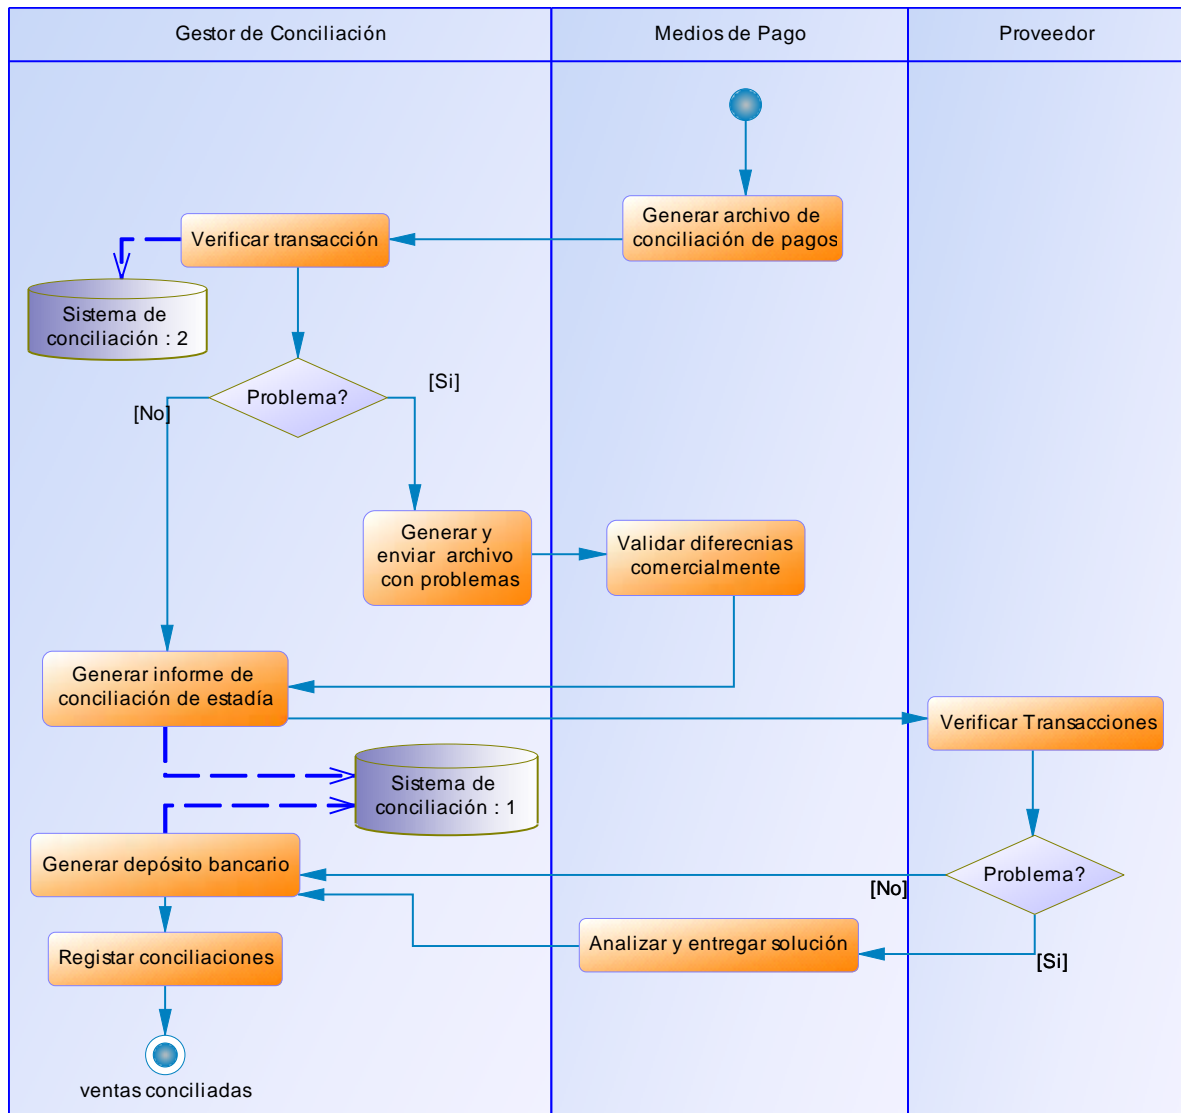 Gestor de Conciliación
Medios de Pago
Proveedor
Generar archivo de
conciliación de pagos
Verificar transacción
Sistema de
conciliación : 2
Problema?
[Si]
[No]
Generar y
enviar archivo
con problemas
Validar diferecnias
comercialmente
Generar informe de
conciliación de estadía
Verificar Transacciones
Sistema de
conciliación : 1
Generar depósito bancario
Problema?
[No]
Analizar y entregar solución
[Si]
Registar conciliaciones
ventas conciliadas